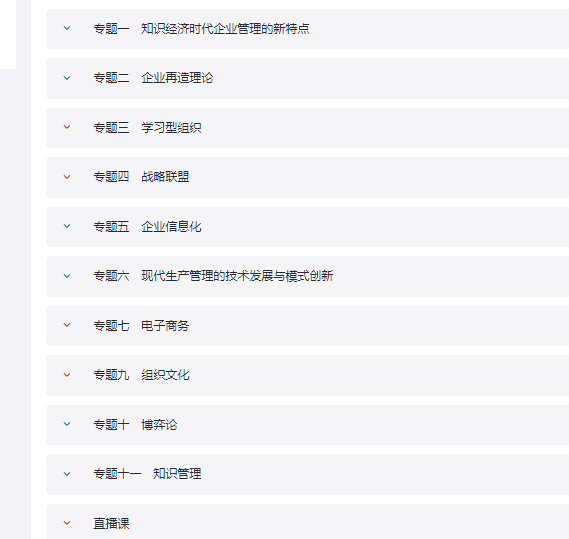 专题一 知识经济时代企业管理的新特点
专题二 企业再造理论
专题三 学习型组织
专题四 战略联盟
专题五 企业信息化
专题六 现代生产管理的技术发展与模式创新
专题七 电子商务
专题九 组织文化
专题十 博弈论
专题十一 知识管理
直播课